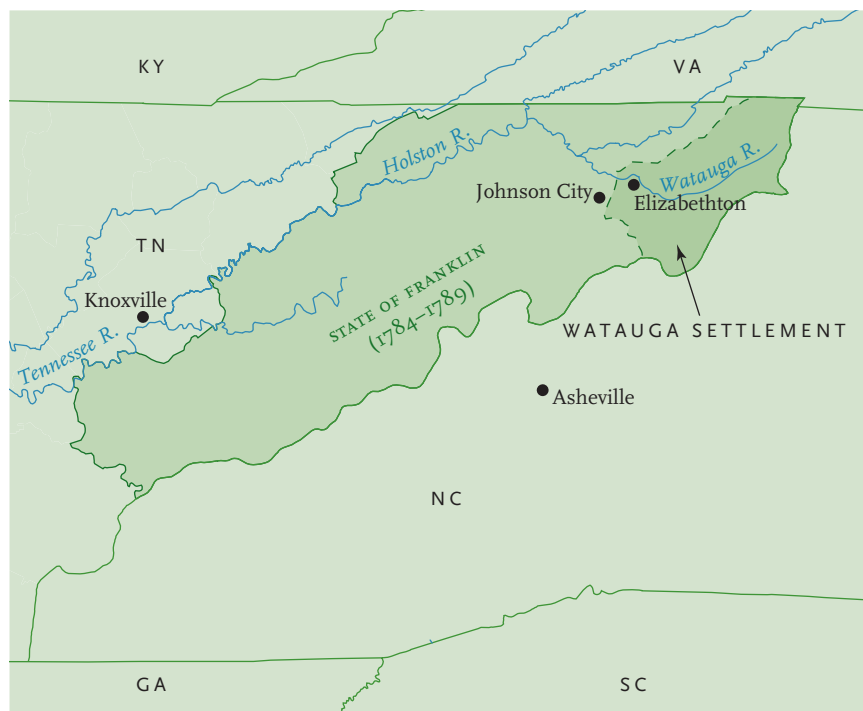 KY
VA
Holston R.
Watauga R.
Johnson City
Elizabethton
TN
STATE OF FRANKLIN
(1784–1789)
Knoxville
Tennessee R.
WATAUGA SETTLEMENT
Asheville
NC
GA
SC